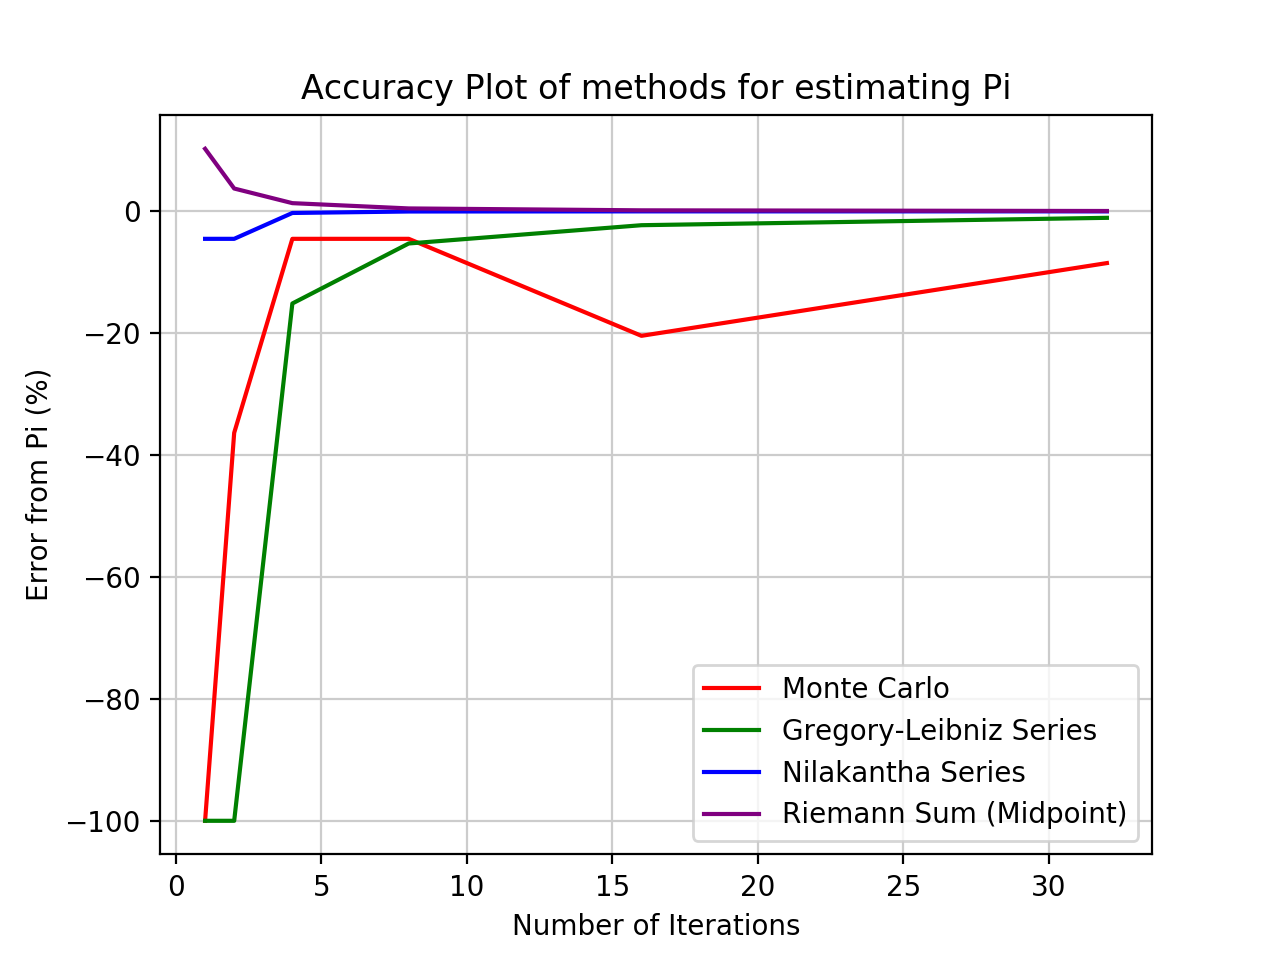 Accuracy Plot of methods for estimating Pi
Error from Pi (%)
0
−20
−40
−60
−80
−100
Monte Carlo
Gregory-Leibniz Series
Nilakantha Series
Riemann Sum (Midpoint)
0 5 10 15 20 25 30
Number of Iterations